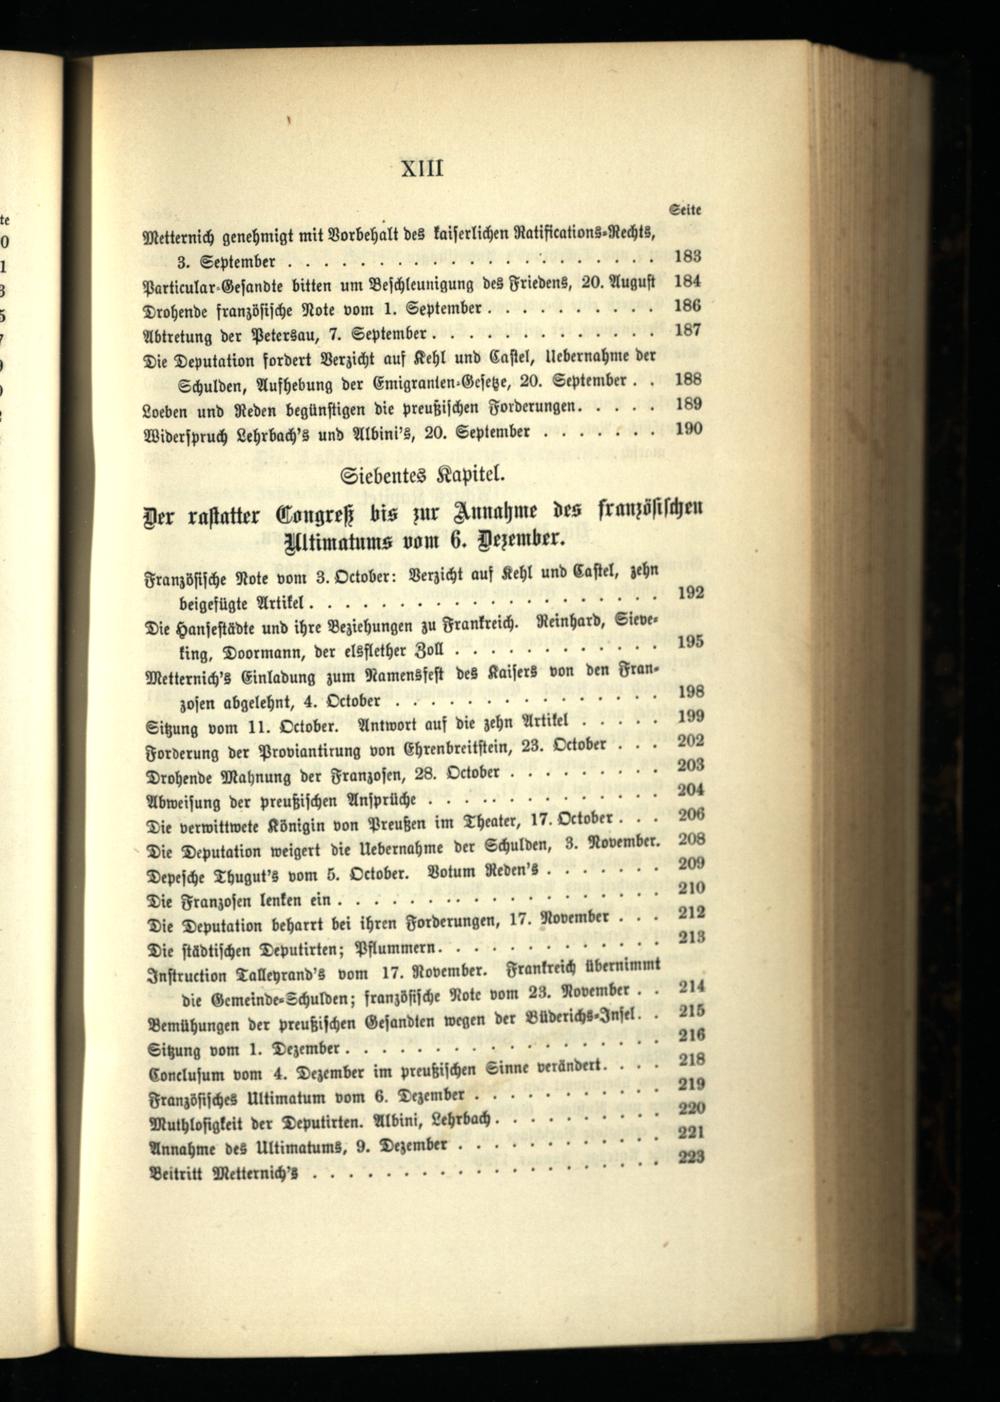 XIII
Seite
Metternich genehmigt mit Vorbehalt des kaiserlichen Ratifications-Rechts,
3. September . . . . . . . . . . . . . . . . . . . . 183
Particular-Gesandte bitten um Beschleunigung des Friedens, 20. August 184
Drohende französische Note vom 1. September . . . . . . . . . . 186
Abtretung der Petersau, 7. September . . . . . . . . . . . . . 187
Die Deputation fordert Verzicht auf Kehl und Castel, Uebernahme der
Schulden, Aufhebung der Emigranten-Gesetze, 20. September . . 188
Loeben und Reden begünstigen die preußischen Forderungen. . . . . 189
Widerspruch Lehrbach's und Albini's, 20. September . . . . . . . 190
Siebentes Kapitel.
Der rastatter Congreß bis zur Annahme des französischen
Ultimatums vom 6. Dezember.
Französische Note vom 3. October: Verzicht auf Kehl und Castel, zehn
beigefügte Artikel . . . . . . . . . . . . . . . . . . . 192
Die Hansestädte und ihre Beziehungen zu Frankreich. Reinhard, Sieve-
king, Doormann, der elsflether Zoll . . . . . . . . . . . 195
Metternich's Einladung zum Namensfest des Kaisers von den Fran-
zosen abgelehnt, 4. October . . . . . . . . . . . . . . 198
Sitzung vom 11. October. Antwort auf die zehn Artikel . . . . . 199
Forderung der Proviantirung von Ehrenbreitstein, 23. October . . . 202
Drohende Mahnung der Franzosen, 28. October . . . . . . . . . 203
Abweisung der preußischen Ansprüche . . . . . . . . . . . . . 204
Die verwittwete Königin von Preußen im Theater, 17. October . . . 206
Die Deputation weigert die Uebernahme der Schulden, 3. November. 208
Depesche Thugut's vom 5. October. Votum Reden's . . . . . . . 209
Die Franzosen lenken ein . . . . . . . . . . . . . . . . . . 210
Die Deputation beharrt bei ihren Forderungen, 17. November . . . 212
Die städtischen Deputirten; Pflummern. . . . . . . . . . . . . 213
Instruction Talleyrand's vom 17. November. Frankreich übernimmt
die Gemeinde-Schulden; französische Note vom 23. November . . 214
Bemühungen der preußischen Gesandten wegen der Büderichs-Insel. . 215
Sitzung vom 1. Dezember . . . . . . . . . . . . . . . . . . 216
Conclusum vom 4. Dezember im preußischen Sinne verändert. . . . 218
Französisches Ultimatum vom 6. Dezember . . . . . . . . . . . 219
Muthlosigkeit der Deputirten. Albini, Lehrbach . . . . . . . . . 220
Annahme des Ultimatums, 9. Dezember . . . . . . . . . . . . 221
Beitritt Metternich's . . . . . . . . . . . . . . . . . . . 223